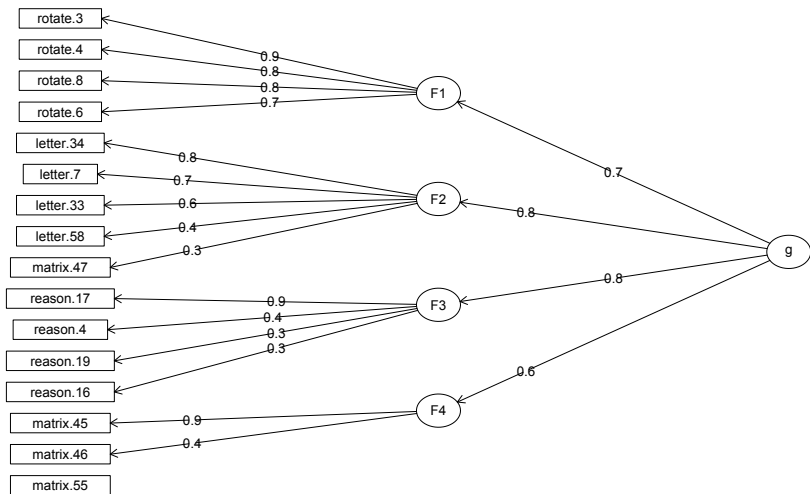 rotate.3
rotate.4
rotate.8
rotate.6
letter.34
letter.7
letter.33
letter.58
matrix.47
reason.17
reason.4
reason.19
reason.16
matrix.45
matrix.46
matrix.55
0.9
0.8
0.8
0.7
0.8
0.7
0.6
0.4
0.3
0.9
0.4
0.3
0.3
0.9
0.4
F1
F2
F3
F4
0.7
0.8
0.8
0.6
g